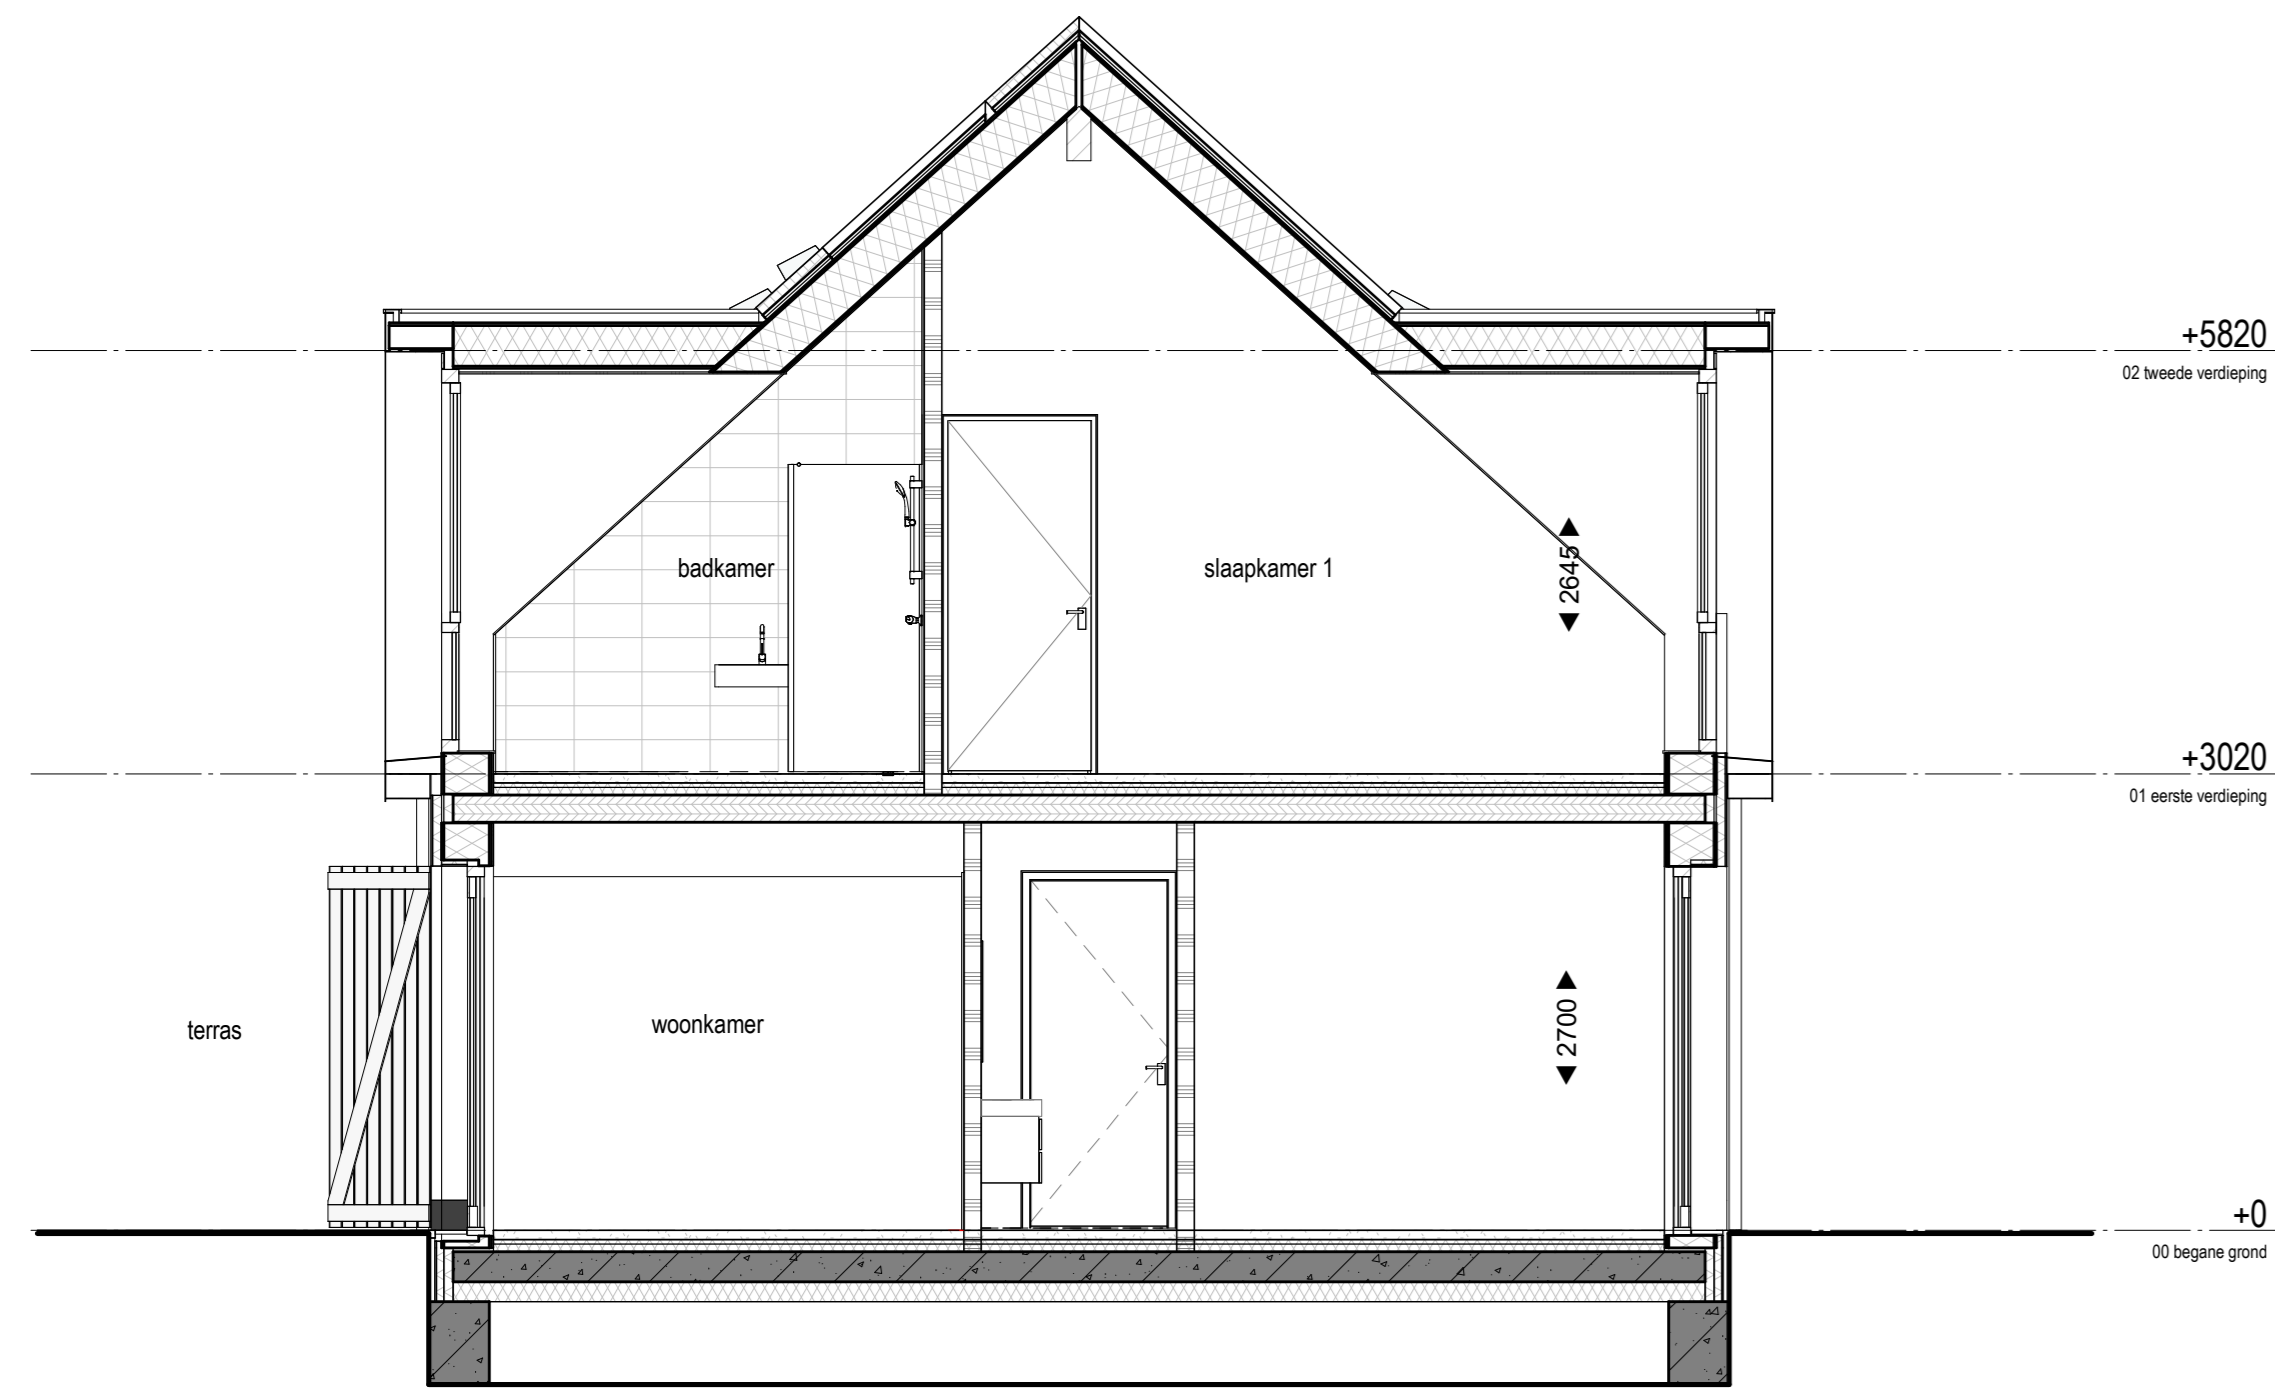 +5820
02 tweede verdieping
badkamer
slaapkamer 1
2645
+3020
01 eerste verdieping
terras
woonkamer
2700
+0
00 begane grond